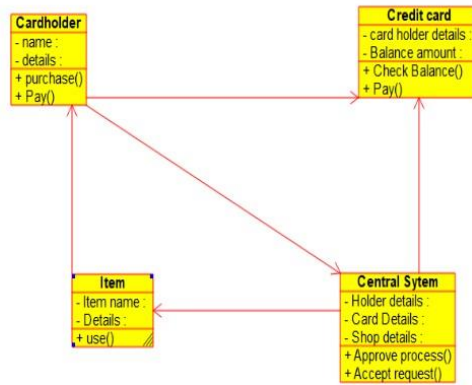 Cardholder
- name :
- details :
+ purchase()
+ Pay()
Credit card
- card holder details :
- Balance amount :
+ Check Balance()
+ Pay()
Item
- Item name :
- Details :
+ use()
Central Sytem
- Holder details :
- Card Details :
- Shop details :
+ Approve process()
+ Accept request()